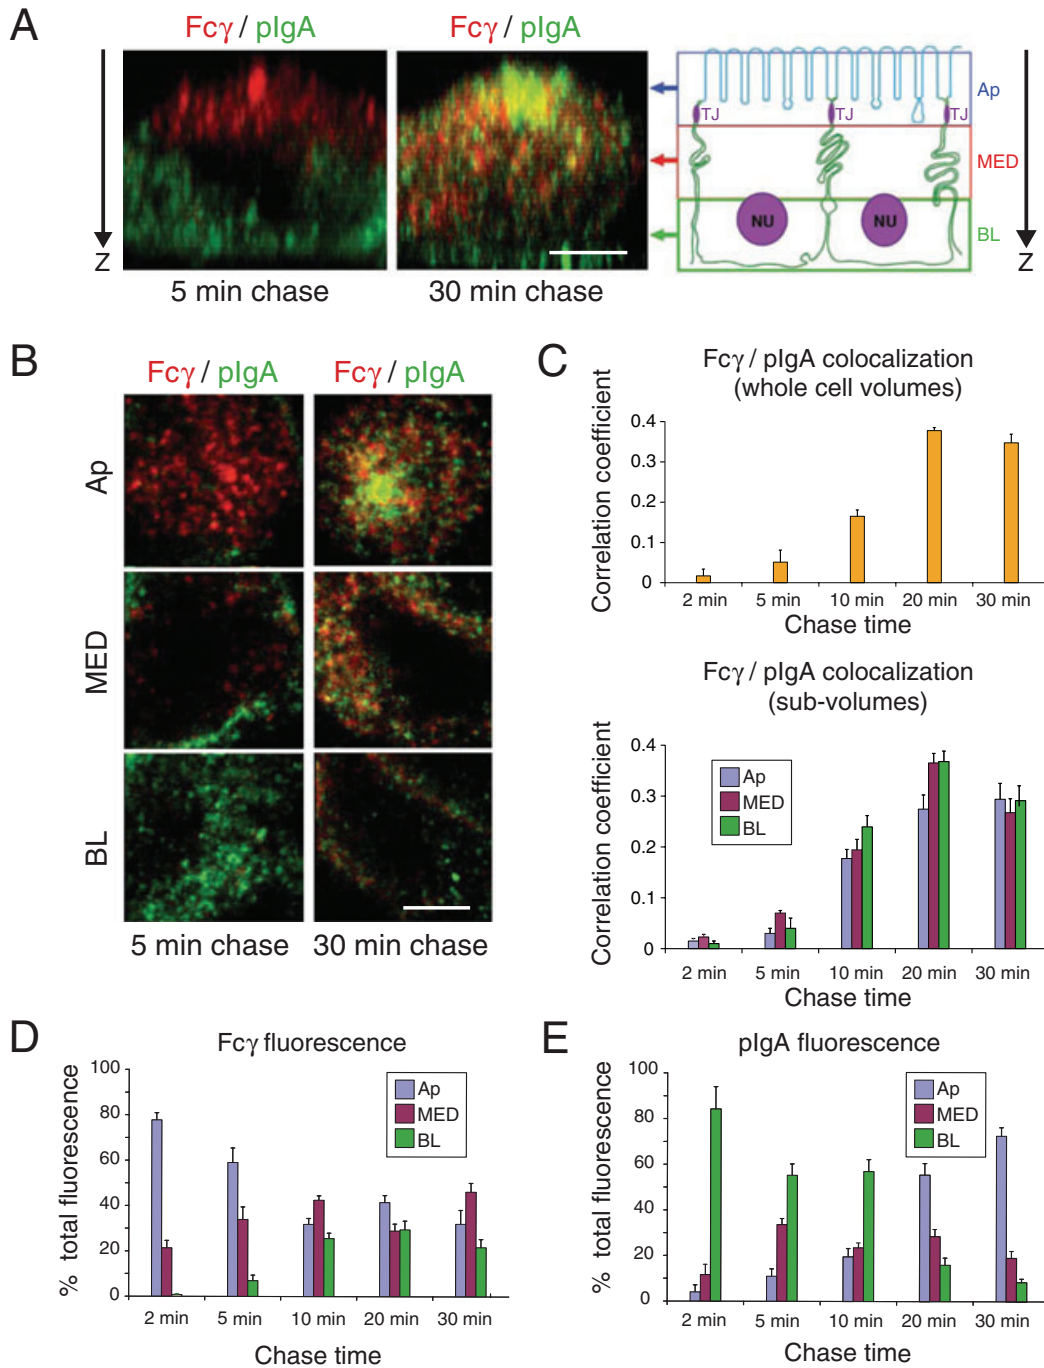 A
Fcγ / pIgA
Fcγ / pIgA
Z
5 min chase
30 min chase
Ap
TJ
TJ
TJ
MED
NU
NU
BL
Z
B
Fcγ / pIgA
Fcγ / pIgA
Ap
MED
BL
5 min chase
30 min chase
C
Fcγ / pIgA colocalization
(whole cell volumes)
Correlation coefficient
0.4
0.3
0.2
0.1
0
2 min
5 min
10 min
20 min
30 min
Chase time
Fcγ / pIgA colocalization
(sub-volumes)
Correlation coefficient
0.4
0.3
0.2
0.1
0
Ap
MED
BL
2 min
5 min
10 min
20 min
30 min
Chase time
D
Fcγ fluorescence
% total fluorescence
100
80
60
40
20
0
Ap
MED
BL
2 min
5 min
10 min
20 min
30 min
Chase time
E
pIgA fluorescence
% total fluorescence
100
80
60
40
20
0
Ap
MED
BL
2 min
5 min
10 min
20 min
30 min
Chase time